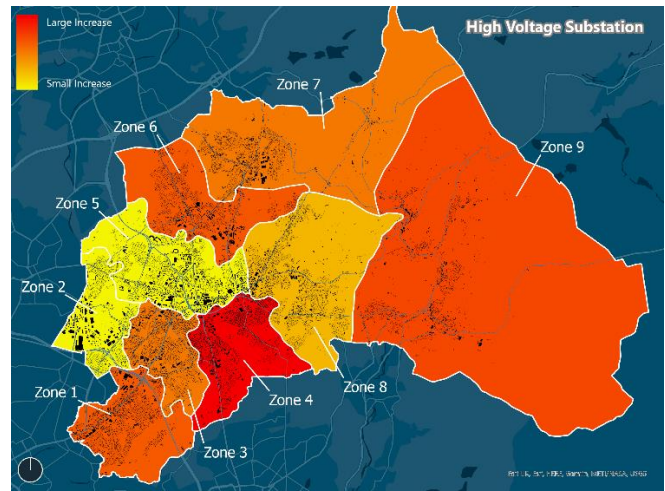 High Voltage Substation
Large Increase
Small Increase
Zone 7
Zone 6
Zone 9
Zone 5
Zone 2
Zone 1
Zone 4
Zone 8
Zone 3